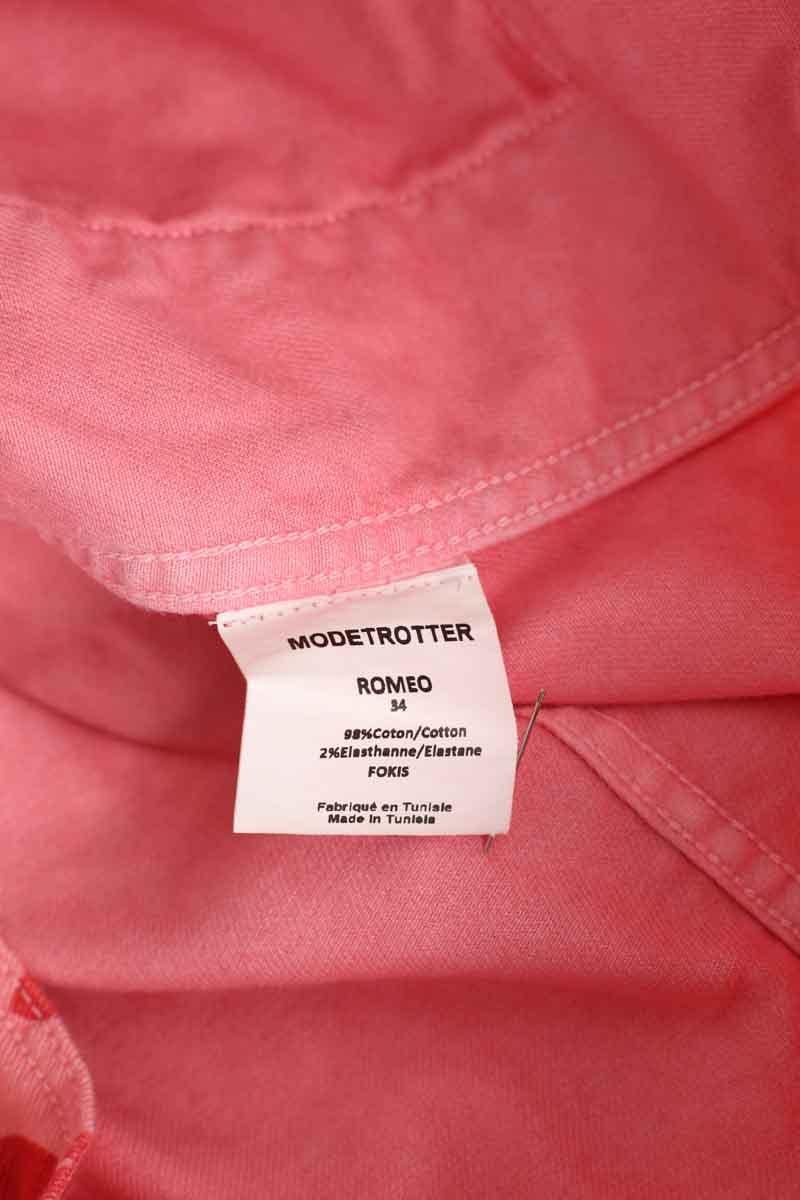 MODETROTTER
ROMEO
34
98%Coton/Cotton
2%Elasthanne/Elastane
FOKIS
Fabriqué en Tunisie
Made in Tunisia